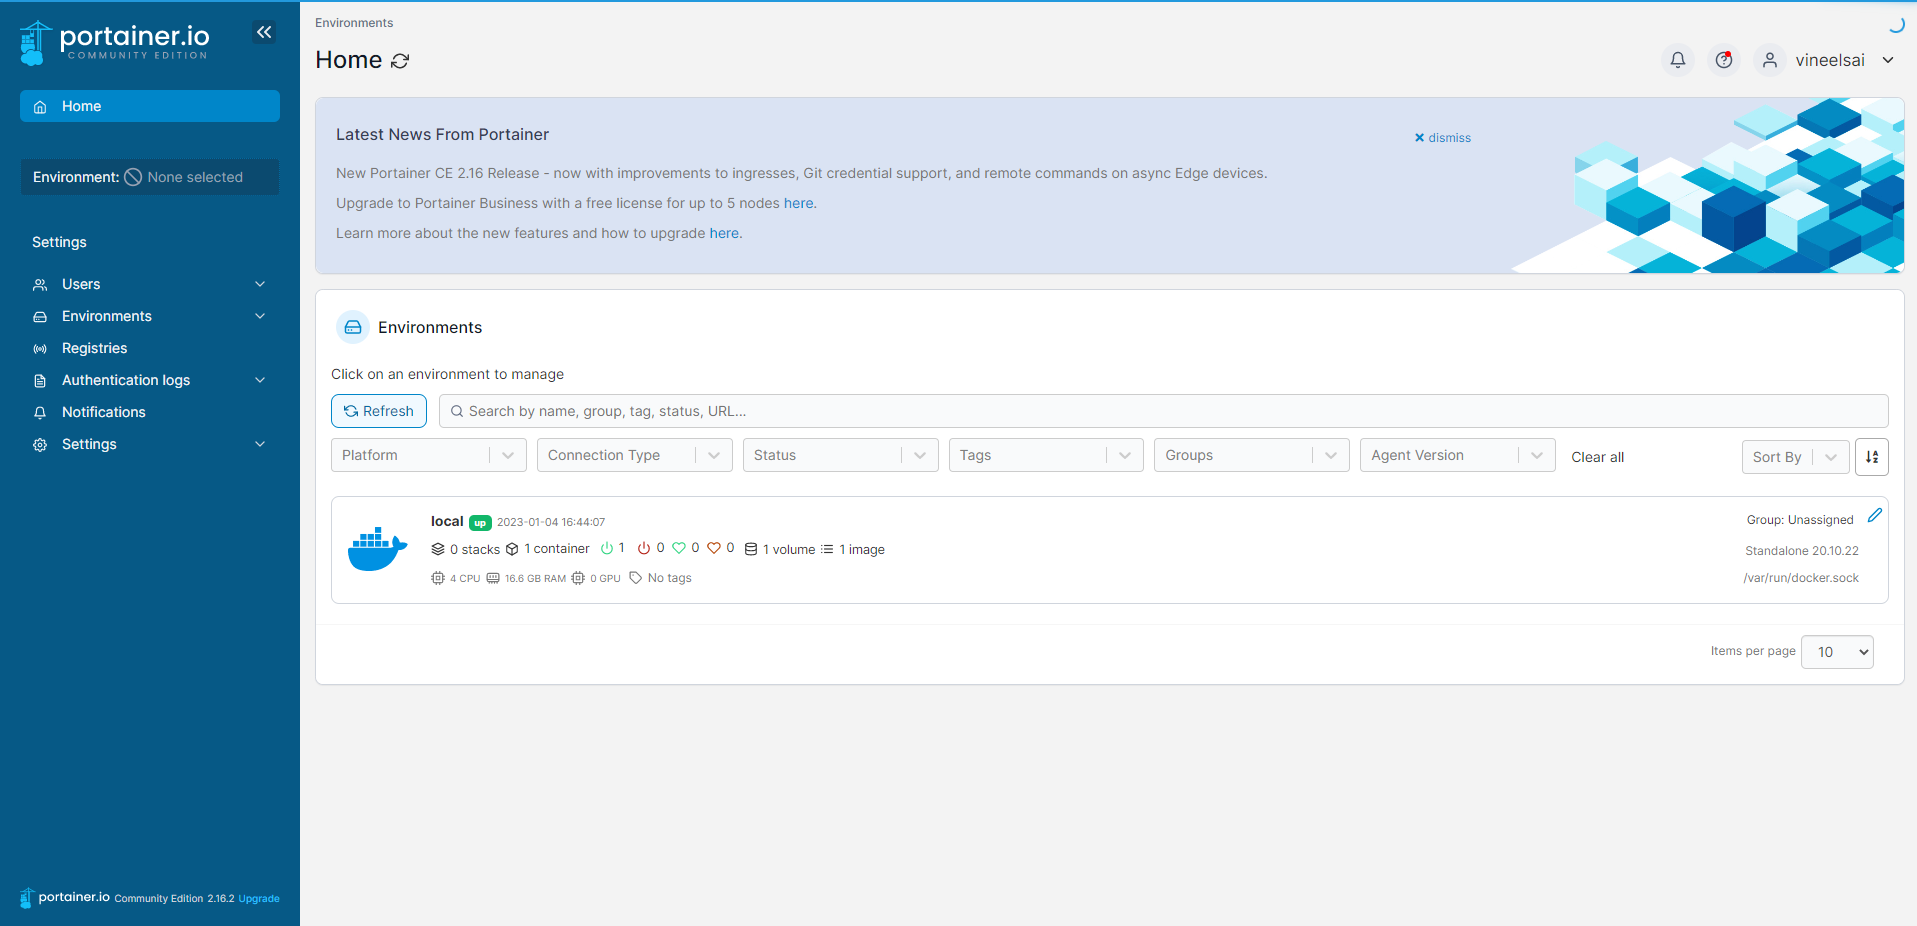 portainer.io
COMMUNITY EDITION
Home
Environment: None selected
Settings
Users
Environments
Registries
Authentication logs
Notifications
Settings
portainer.io Community Edition 2.16.2 Upgrade
Environments
Home
vineelsai
Latest News From Portainer
dismiss
New Portainer CE 2.16 Release - now with improvements to ingresses, Git credential support, and remote commands on async Edge devices.
Upgrade to Portainer Business with a free license for up to 5 nodes here.
Learn more about the new features and how to upgrade here.
Environments
Click on an environment to manage
Refresh
Search by name, group, tag, status, URL...
Platform Connection Type Status Tags Groups Agent Version Clear all Sort By
local up 2023-01-04 16:44:07
Group: Unassigned
0 stacks 1 container 1 0 0 0 1 volume 1 image
Standalone 20.10.22
4 CPU 16.6 GB RAM 0 GPU No tags
/var/run/docker.sock
Items per page 10